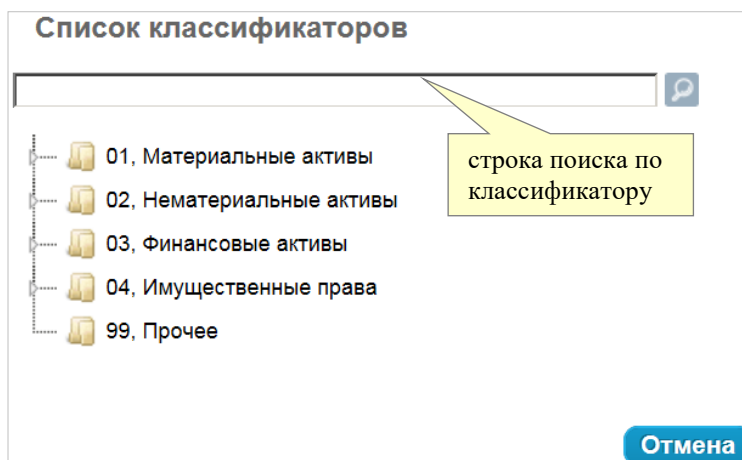 Список классификаторов
строка поиска по
классификатору
01, Материальные активы
02, Нематериальные активы
03, Финансовые активы
04, Имущественные права
99, Прочее
Отмена